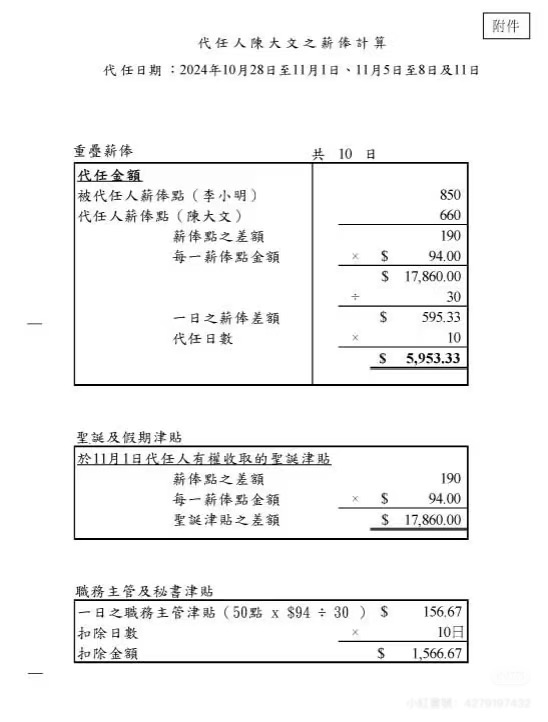 附件
代任人陳大文之薪俸計算
代任日期：2024年10月28日至11月1日、11月5日至8日及11日
重疊薪俸 共 10 日
代任金額
被代任人薪俸點（李小明） 850
代任人薪俸點（陳大文） 660
薪俸點之差額 190
每一薪俸點金額 × $ 94.00
$ 17,860.00
÷ 30
一日之薪俸差額 $ 595.33
代任日數 × 10
$ 5,953.33
聖誕及假期津貼
於11月1日代任人有權收取的聖誕津貼
薪俸點之差額 190
每一薪俸點金額 × $ 94.00
聖誕津貼之差額 $ 17,860.00
職務主管及秘書津貼
一日之職務主管津貼（50點 x $94 ÷ 30 ） $ 156.67
扣除日數 × 10日
扣除金額 $ 1,566.67
小紅書號：4279197432